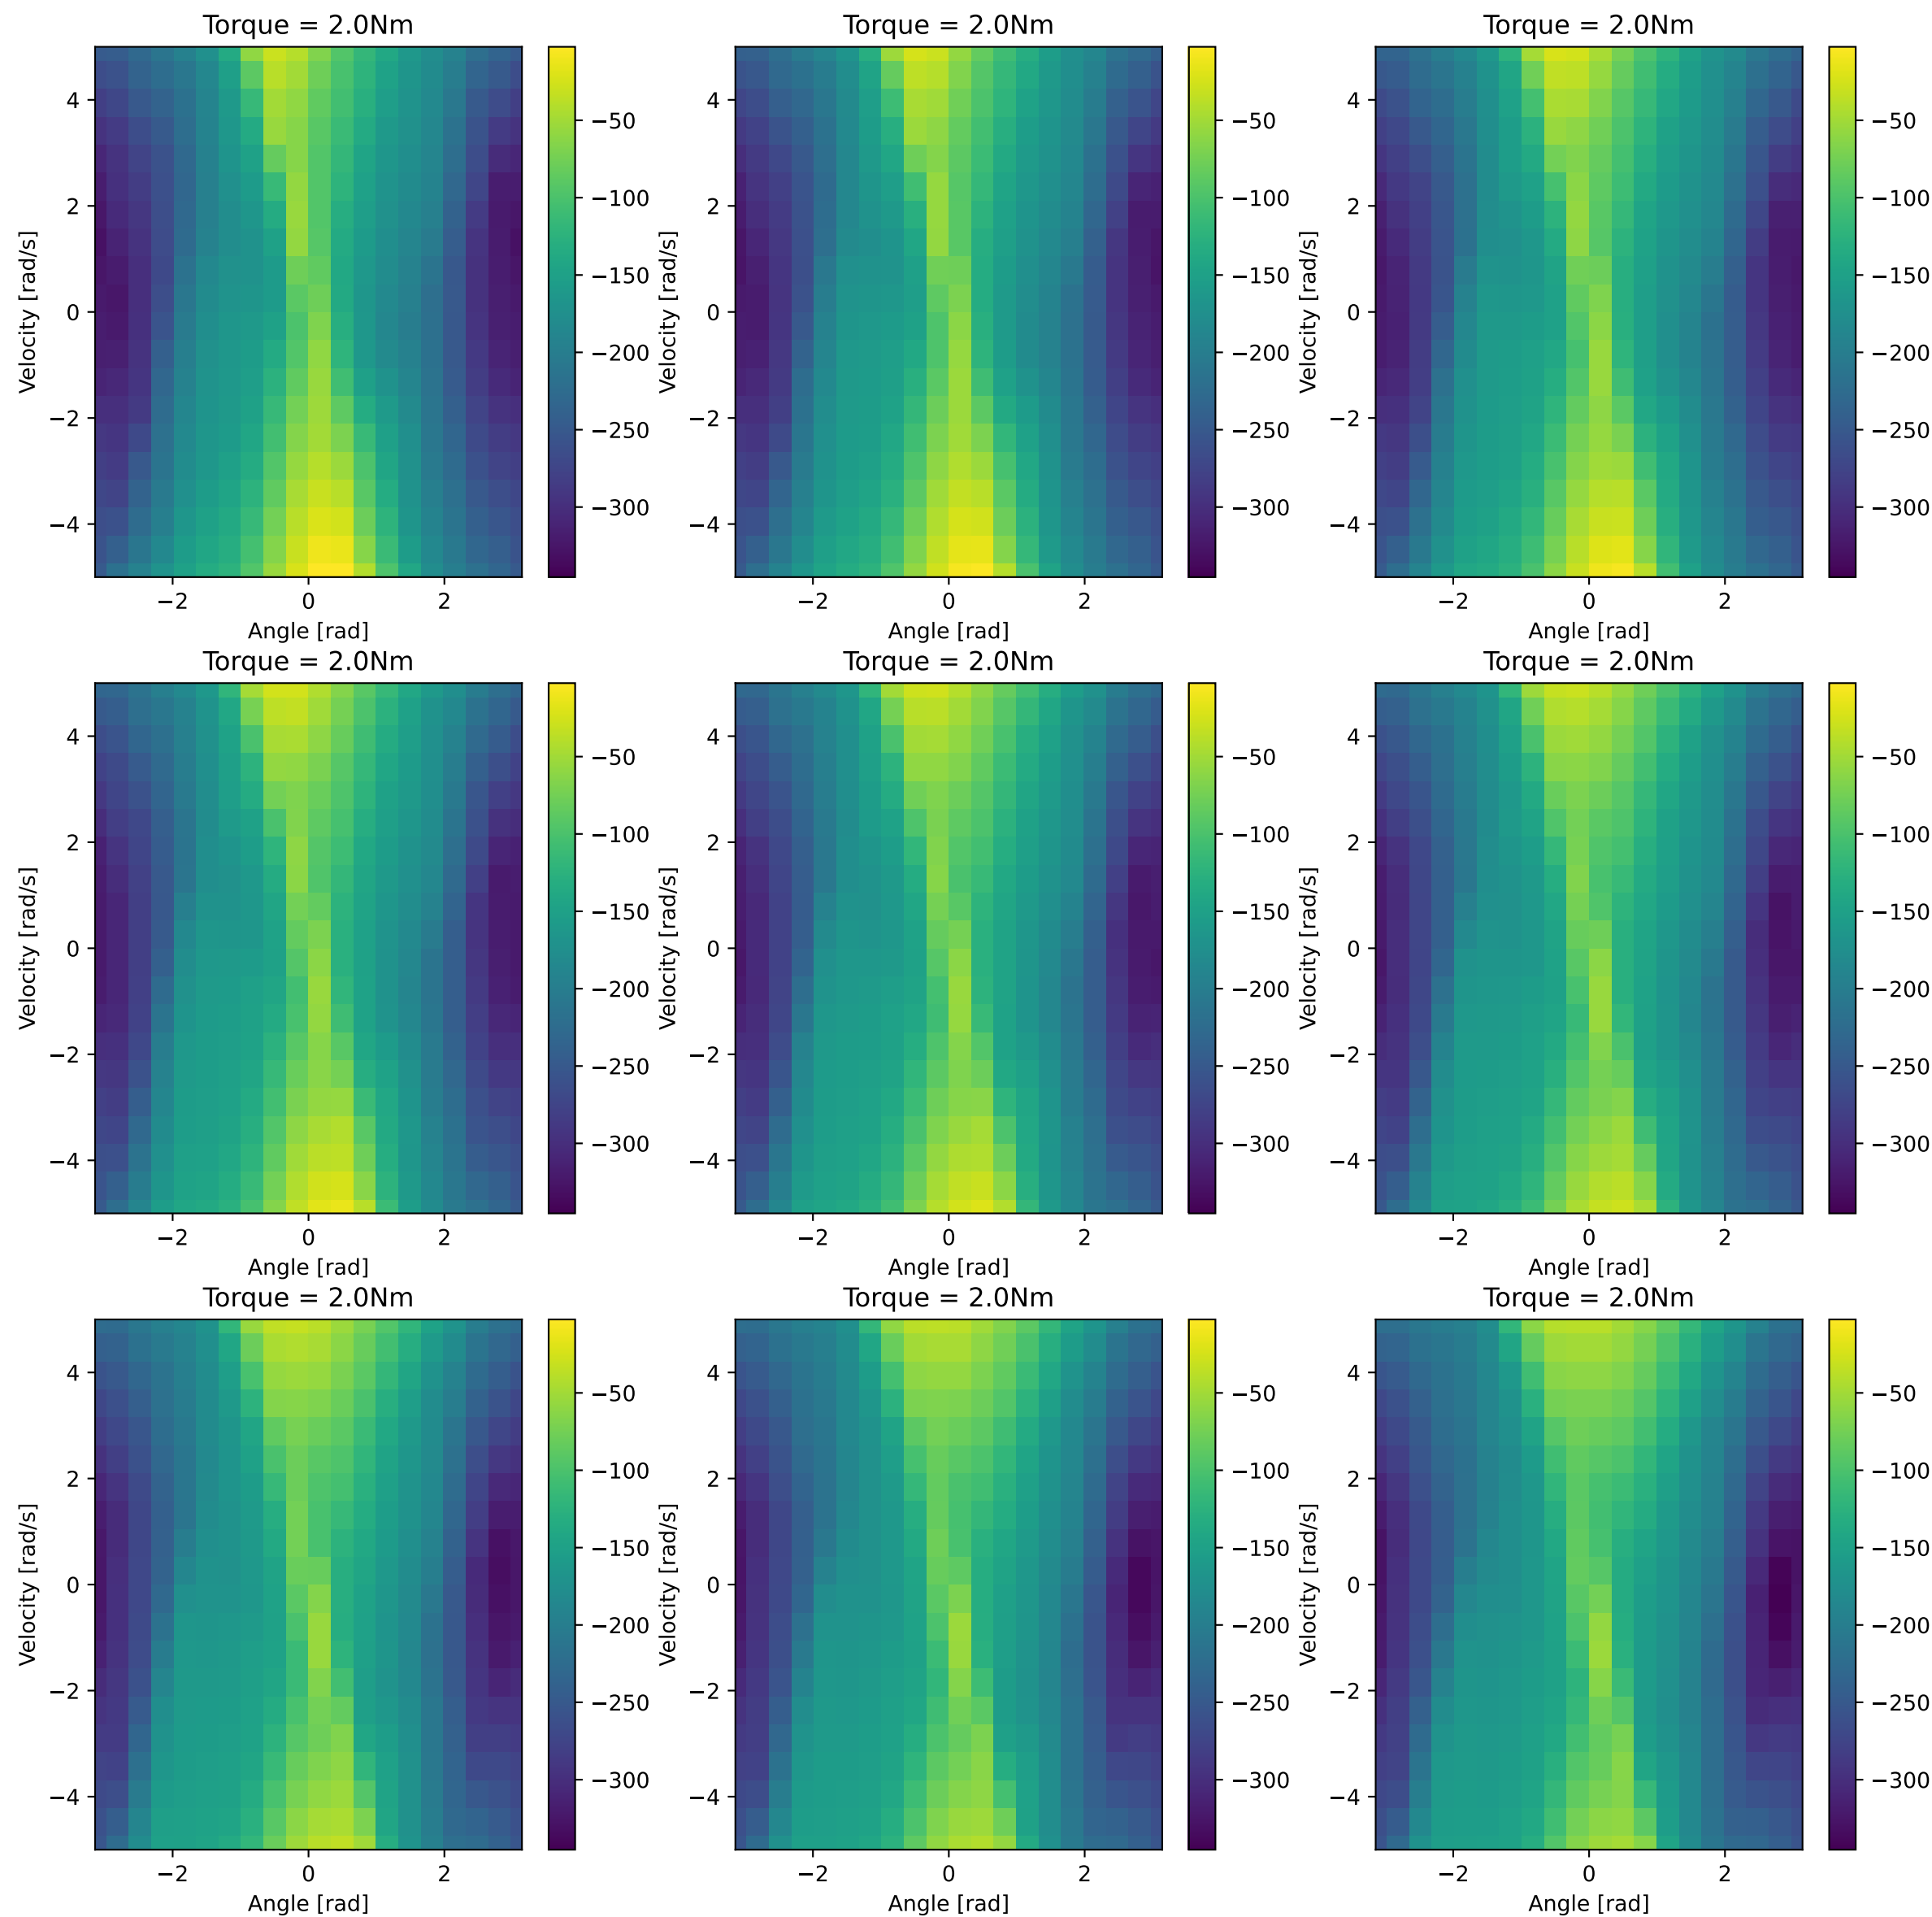 Torque = 2.0Nm Torque = 2.0Nm Torque = 2.0Nm
4 −50 4 −50 4 −50
2 −100 2 −100 2 −100
Velocity [rad/s] Velocity [rad/s] Velocity [rad/s]
0 −150 0 −150 0 −150
−200 −200 −200
−2 −250 −2 −250 −2 −250
−4 −300 −4 −300 −4 −300
−2 0 2 −2 0 2 −2 0 2
Angle [rad] Angle [rad] Angle [rad]
Torque = 2.0Nm Torque = 2.0Nm Torque = 2.0Nm
4 −50 4 −50 4 −50
2 −100 2 −100 2 −100
Velocity [rad/s] Velocity [rad/s] Velocity [rad/s]
0 −150 0 −150 0 −150
−200 −200 −200
−2 −250 −2 −250 −2 −250
−4 −300 −4 −300 −4 −300
−2 0 2 −2 0 2 −2 0 2
Angle [rad] Angle [rad] Angle [rad]
Torque = 2.0Nm Torque = 2.0Nm Torque = 2.0Nm
4 −50 4 −50 4 −50
2 −100 2 −100 2 −100
Velocity [rad/s] Velocity [rad/s] Velocity [rad/s]
0 −150 0 −150 0 −150
−200 −200 −200
−2 −250 −2 −250 −2 −250
−4 −300 −4 −300 −4 −300
−2 0 2 −2 0 2 −2 0 2
Angle [rad] Angle [rad] Angle [rad]